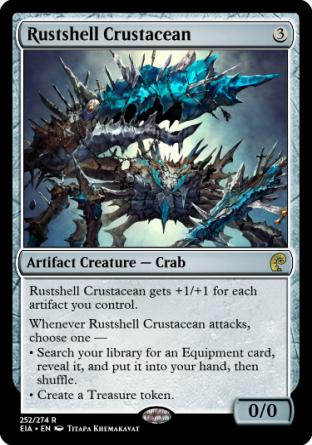 Rustshell Crustacean 3
Artifact Creature — Crab
Rustshell Crustacean gets +1/+1 for each
artifact you control.
Whenever Rustshell Crustacean attacks,
choose one —
• Search your library for an Equipment card,
reveal it, and put it into your hand, then
shuffle.
• Create a Treasure token.
0/0
252/274 R
EIA • EN Titapa Khemakavat